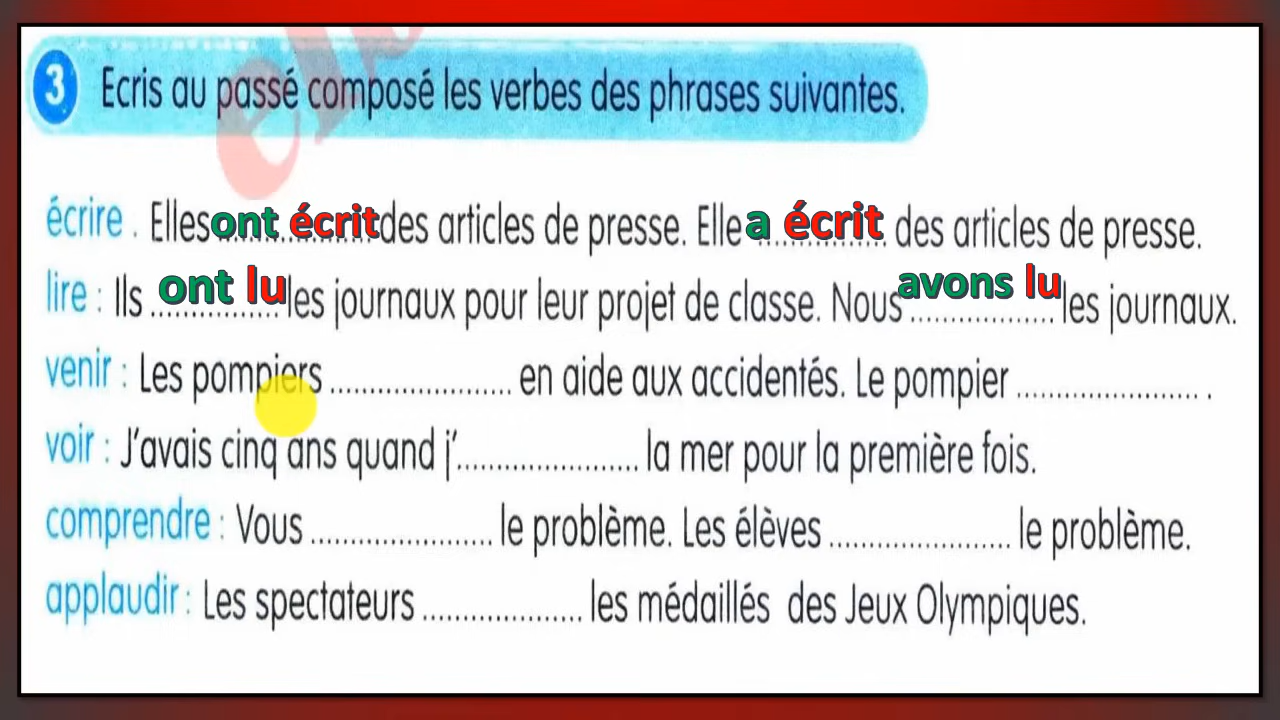 3 Ecris au passé composé les verbes des phrases suivantes.
écrire . Elles ont écrit des articles de presse. Elle a écrit des articles de presse.
lire : Ils ont lu les journaux pour leur projet de classe. Nous avons lu les journaux.
venir : Les pompiers ....................... en aide aux accidentés. Le pompier ....................... .
voir : J'avais cinq ans quand j'....................... la mer pour la première fois.
comprendre : Vous ....................... le problème. Les élèves ....................... le problème.
applaudir : Les spectateurs .................... les médaillés des Jeux Olympiques.